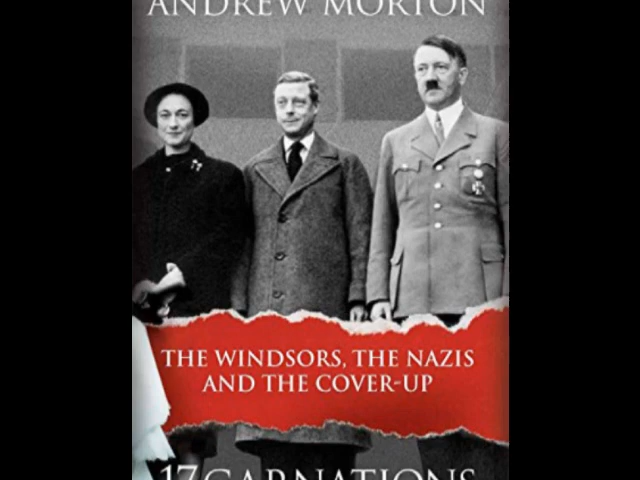 ANDREW MORTON
THE WINDSORS, THE NAZIS
AND THE COVER-UP
17 CARNATIONS